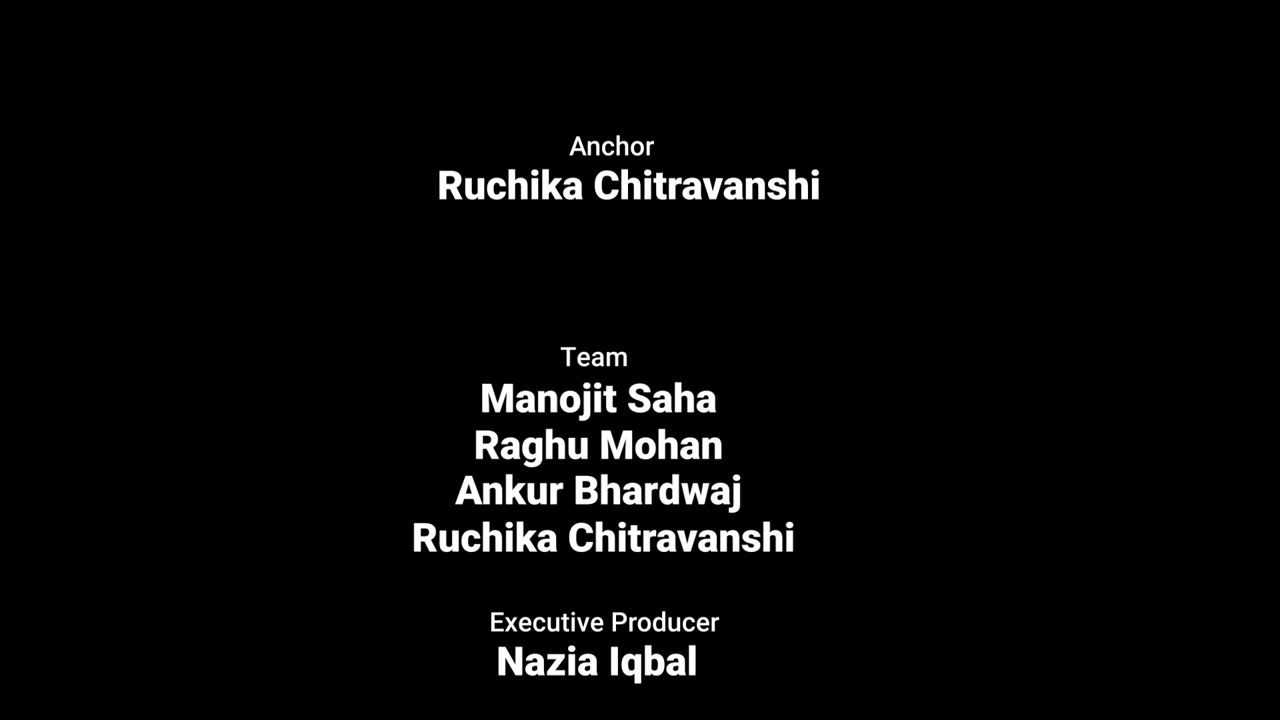 Anchor
Ruchika Chitravanshi
Team
Manojit Saha
Raghu Mohan
Ankur Bhardwaj
Ruchika Chitravanshi
Executive Producer
Nazia Iqbal